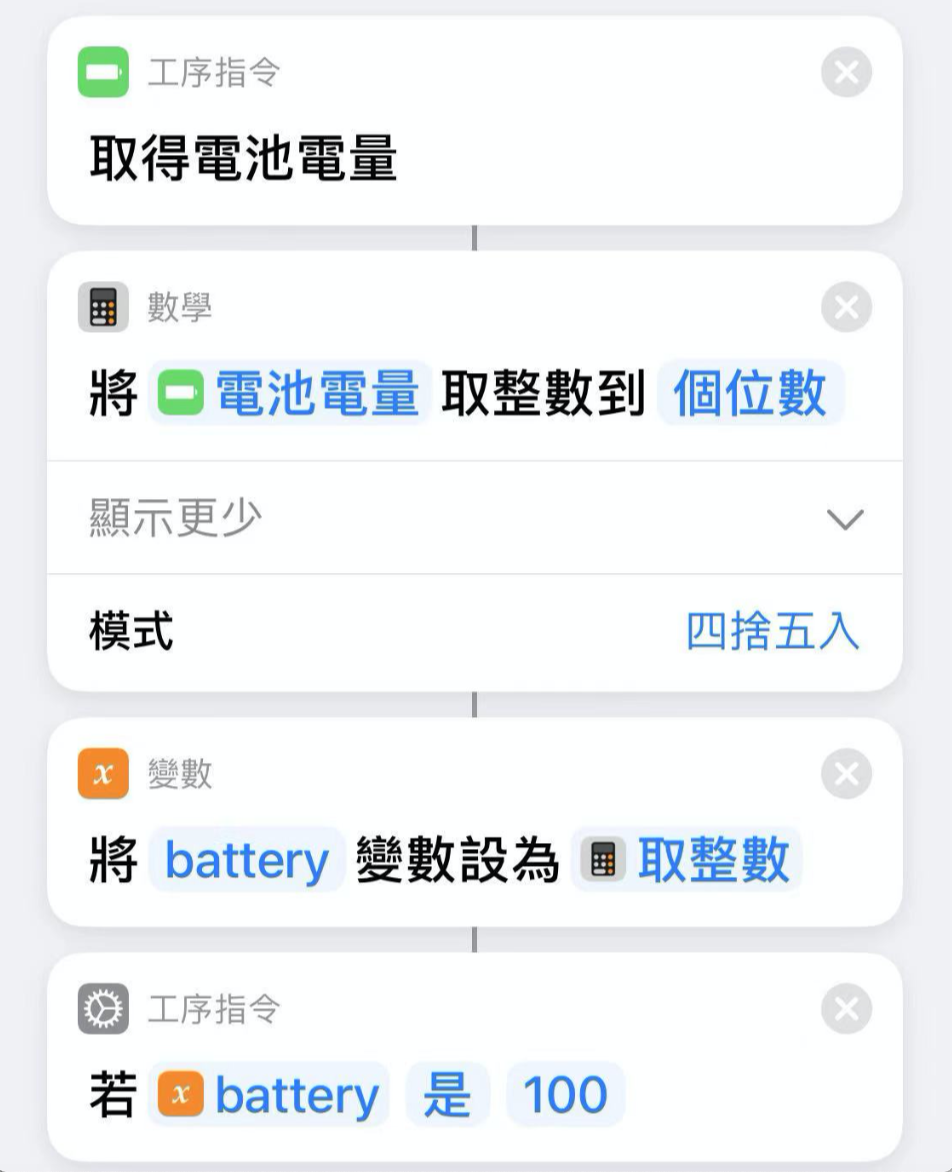 工序指令
取得電池電量
數學
將 電池電量 取整數到 個位數
顯示更少
模式 四捨五入
x 變數
將 battery 變數設為 取整數
工序指令
若 x battery 是 100